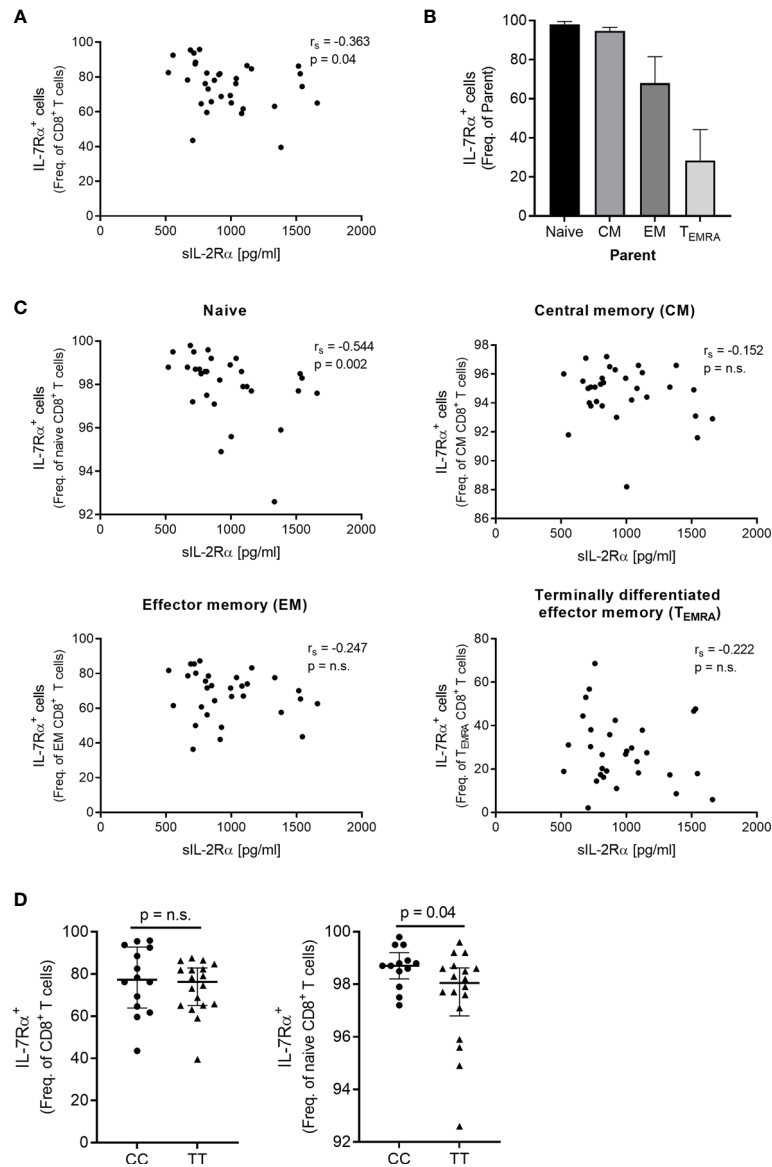 A
IL-7Rα⁺ cells
(Freq. of CD8⁺ T cells)
100
80
60
40
20
0
rs = -0.363
p = 0.04
0
500
1000
1500
2000
sIL-2Rα [pg/ml]
B
IL-7Rα⁺ cells
(Freq. of Parent)
100
80
60
40
20
0
Naive
CM
EM
TEMRA
Parent
C
Naive
IL-7Rα⁺ cells
(Freq. of naive CD8⁺ T cells)
100
98
96
94
92
rs = -0.544
p = 0.002
0
500
1000
1500
2000
sIL-2Rα [pg/ml]
Central memory (CM)
IL-7Rα⁺ cells
(Freq. of CM CD8⁺ T cells)
98
96
94
92
90
88
86
rs = -0.152
p = n.s.
0
500
1000
1500
2000
sIL-2Rα [pg/ml]
Effector memory (EM)
IL-7Rα⁺ cells
(Freq. of EM CD8⁺ T cells)
100
80
60
40
20
0
rs = -0.247
p = n.s.
0
500
1000
1500
2000
sIL-2Rα [pg/ml]
Terminally differentiated
effector memory (TEMRA)
IL-7Rα⁺ cells
(Freq. of TEMRA CD8⁺ T cells)
80
60
40
20
0
rs = -0.222
p = n.s.
0
500
1000
1500
2000
sIL-2Rα [pg/ml]
D
IL-7Rα⁺
(Freq. of CD8⁺ T cells)
p = n.s.
100
80
60
40
20
0
CC
TT
IL-7Rα⁺
(Freq. of naive CD8⁺ T cells)
p = 0.04
100
98
96
94
92
CC
TT